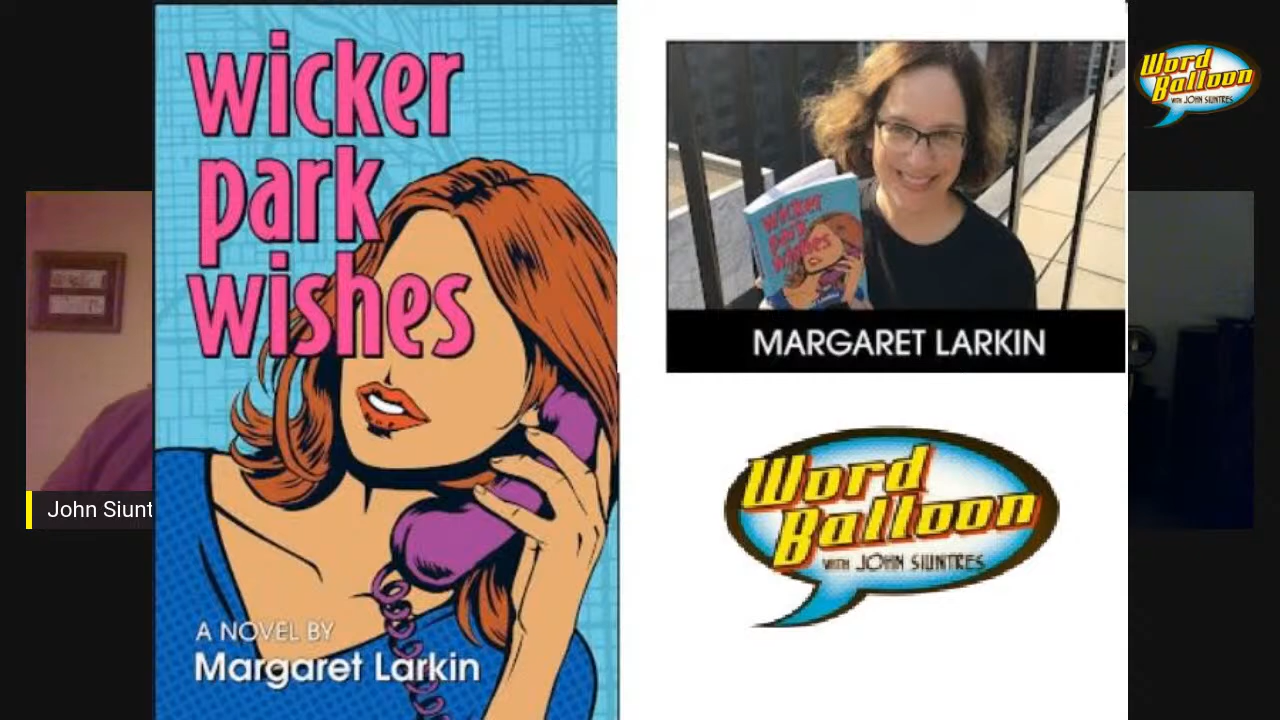 wicker
park
wishes
A NOVEL BY
Margaret Larkin
wicker
park
wishes
MARGARET LARKIN
Word
Balloon
WITH JOHN SIUNTRES
Word
Balloon
WITH JOHN SIUNTRES
John Siunt